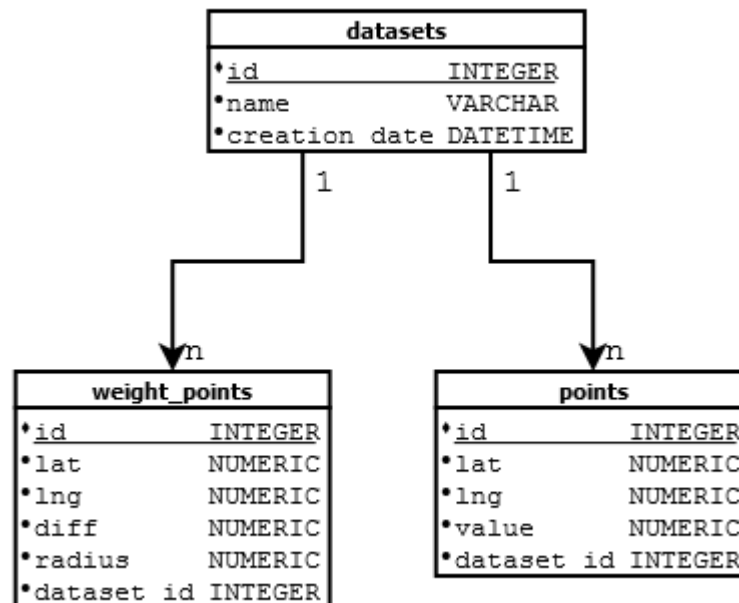 datasets
id INTEGER
name VARCHAR
creation date DATETIME
1 1
n n
weight_points
id INTEGER
lat NUMERIC
lng NUMERIC
diff NUMERIC
radius NUMERIC
dataset id INTEGER
points
id INTEGER
lat NUMERIC
lng NUMERIC
value NUMERIC
dataset id INTEGER